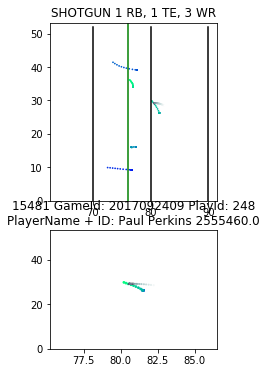 SHOTGUN 1 RB, 1 TE, 3 WR
50
40
30
20
10
0
70 80 90
15481 GameId: 2017092409 PlayId: 248
PlayerName + ID: Paul Perkins 2555460.0
40
20
0
77.5 80.0 82.5 85.0